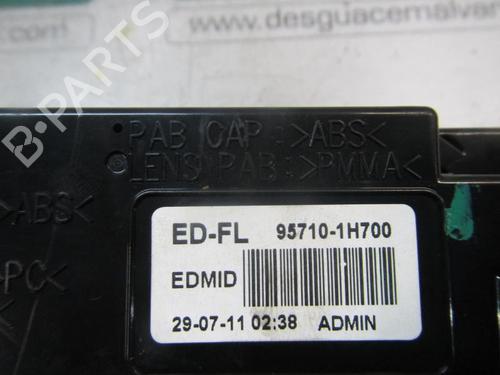 desguacemalvar
PAB CAP : >ABS<
LENS PAB : >PMMA<
>ABS<
>PC<
B-PARTS
ED-FL 95710-1H700
EDMID
29-07-11 02:38 ADMIN